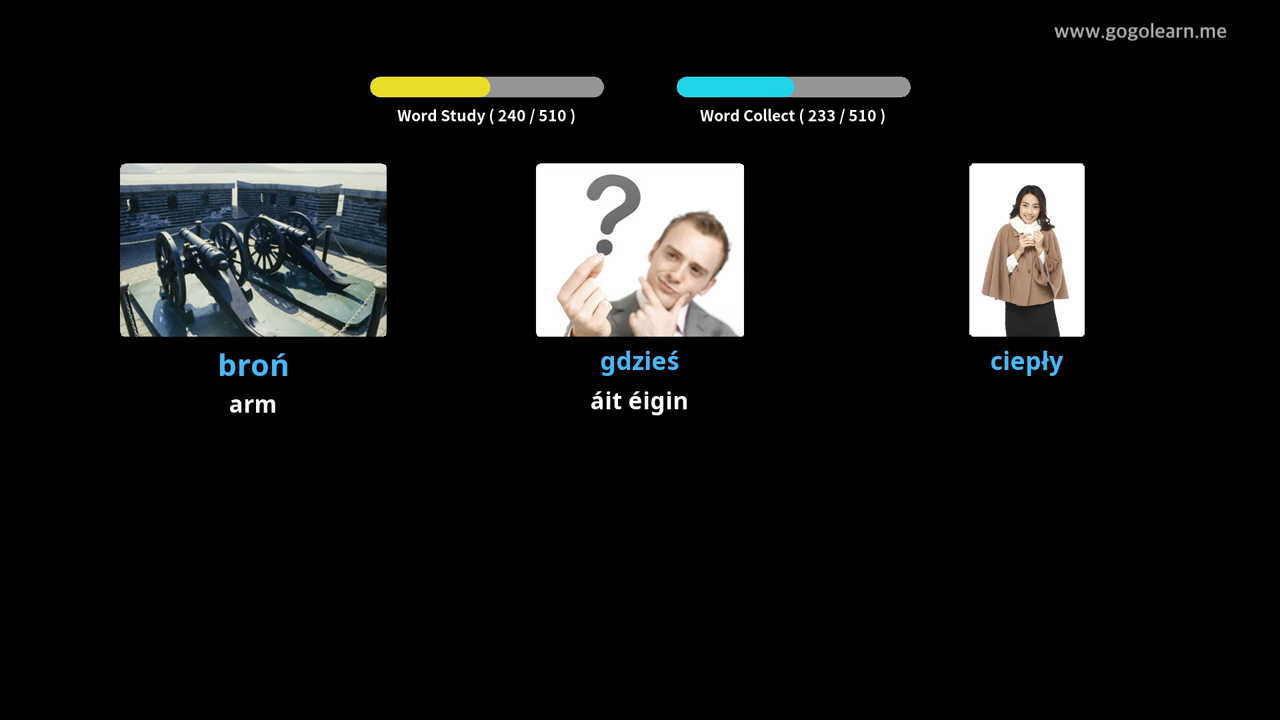 www.gogolearn.me
Word Study ( 240 / 510 )
Word Collect ( 233 / 510 )
broń
arm
gdzieś
áit éigin
ciepły